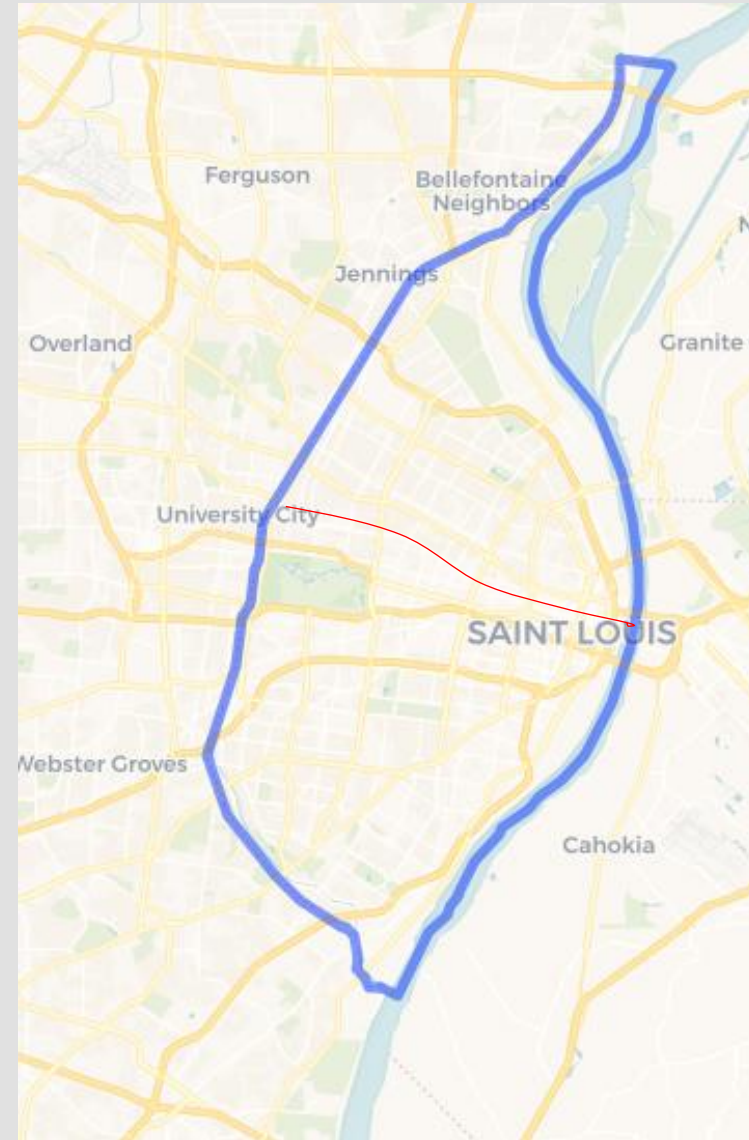 Ferguson
Bellefontaine
Neighbors
N
Jennings
Overland
Granite
University City
SAINT LOUIS
Webster Groves
Cahokia